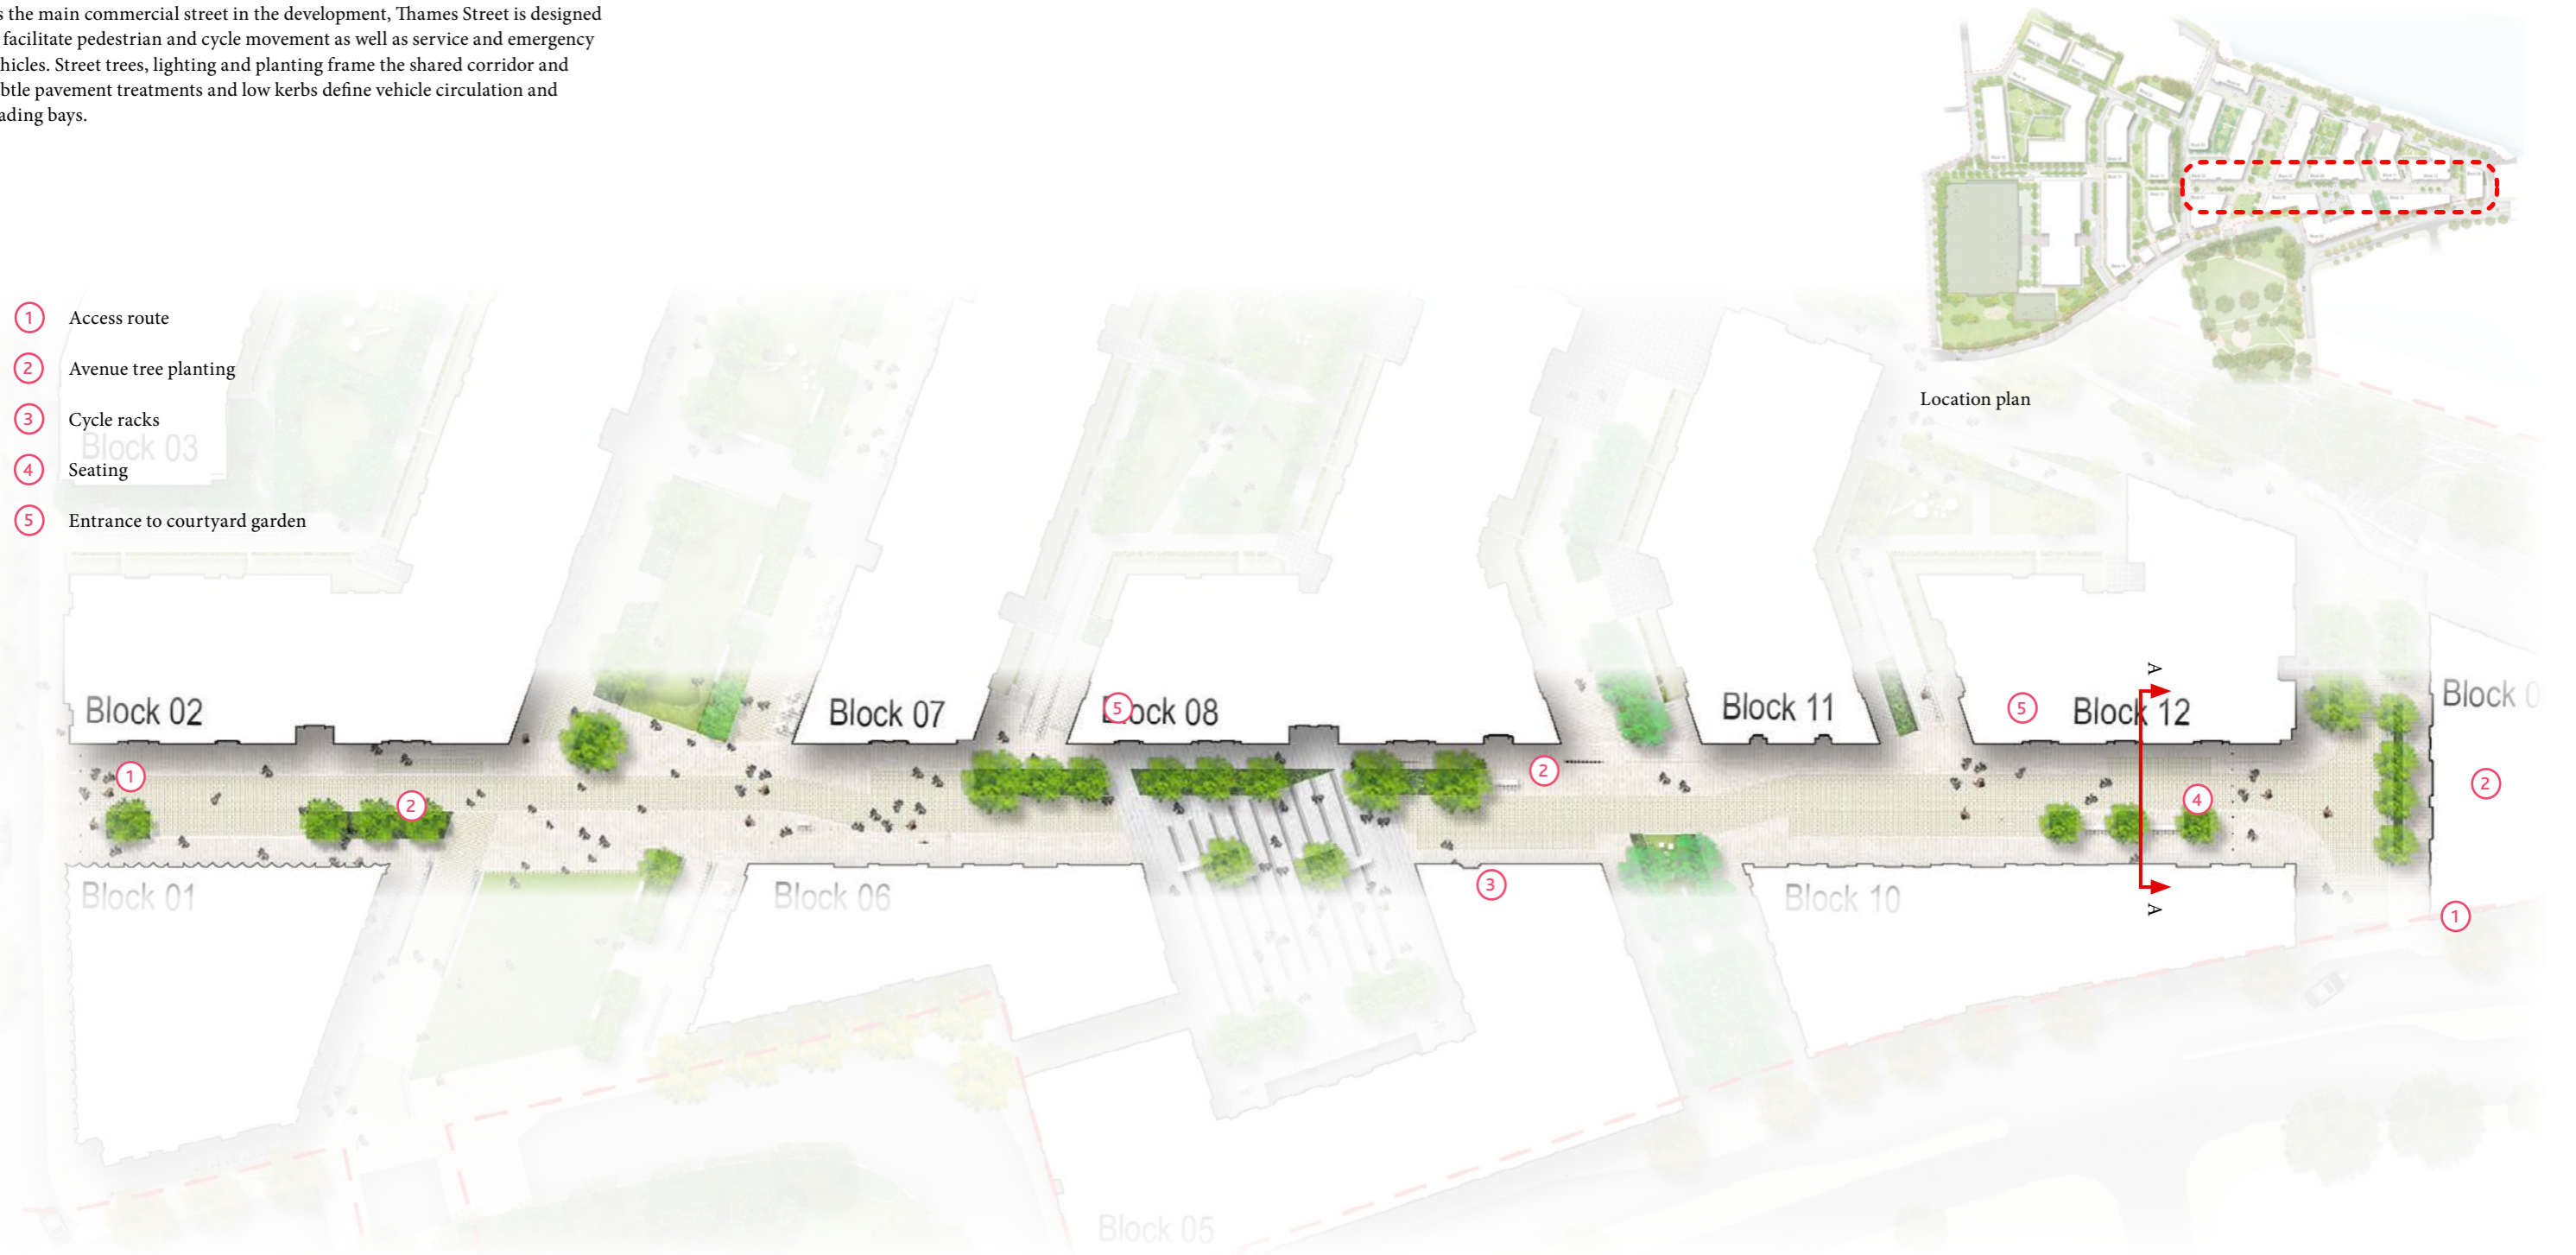 s the main commercial street in the development, Thames Street is designed
facilitate pedestrian and cycle movement as well as service and emergency
hicles. Street trees, lighting and planting frame the shared corridor and
btle pavement treatments and low kerbs define vehicle circulation and
ading bays.
1 Access route
2 Avenue tree planting
3 Cycle racks
4 Seating
5 Entrance to courtyard garden
Location plan
Block 03
Block 02
Block 07
5
Block 08
Block 11
5
Block 12
A
Block 0
1
2
2
4
2
Block 01
Block 06
3
Block 10
A
1
Block 05